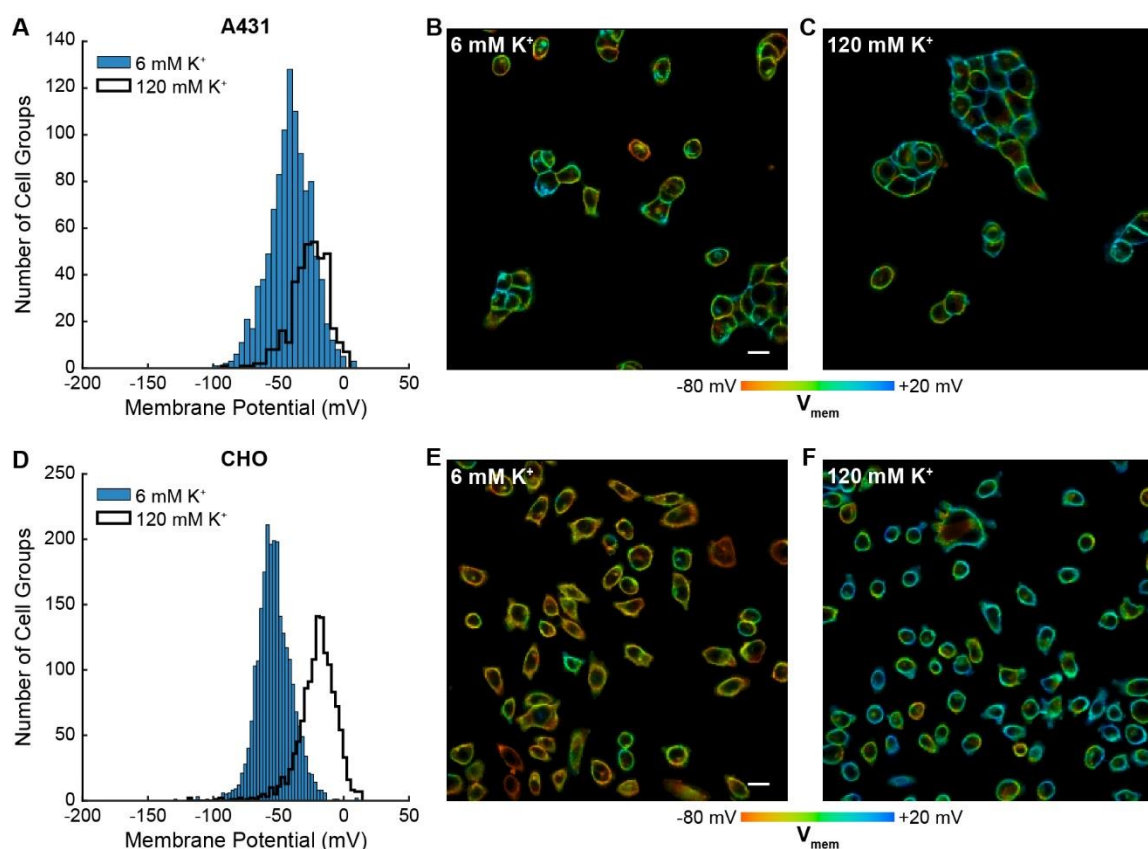 A
A431
6 mM K⁺
120 mM K⁺
140
120
100
80
60
40
20
0
Number of Cell Groups
-200
-150
-100
-50
0
50
Membrane Potential (mV)
B
6 mM K⁺
C
120 mM K⁺
-80 mV
+20 mV
V_mem
D
CHO
6 mM K⁺
120 mM K⁺
250
200
150
100
50
0
Number of Cell Groups
-200
-150
-100
-50
0
50
Membrane Potential (mV)
E
6 mM K⁺
F
120 mM K⁺
-80 mV
+20 mV
V_mem